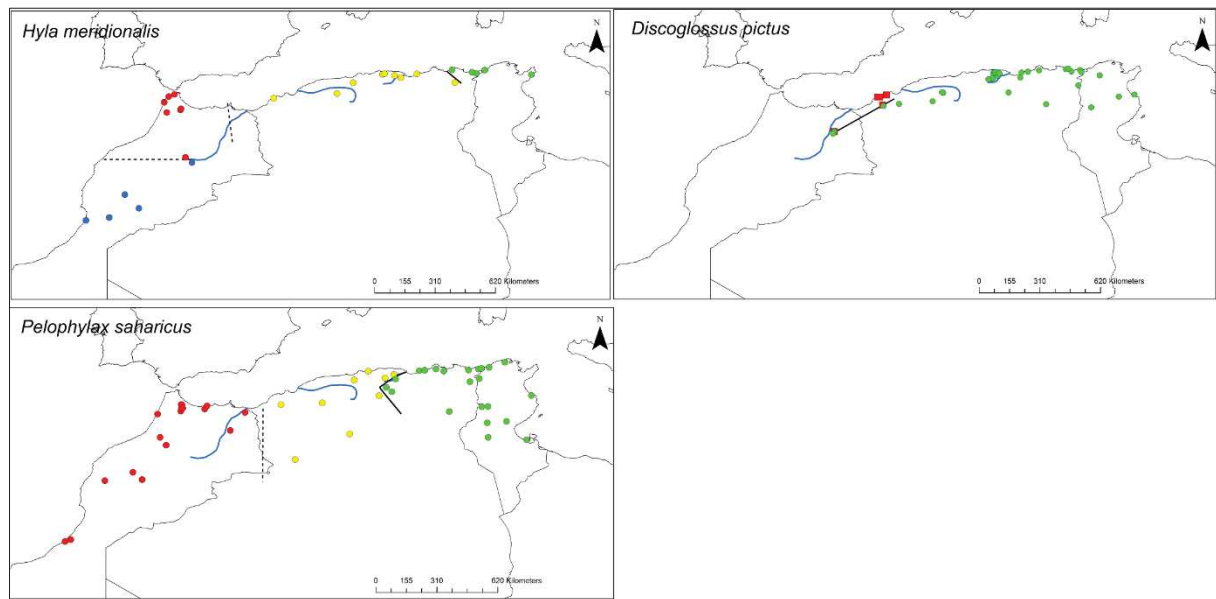 Hyla meridionalis
N
0 155 310 620 Kilometers
Discoglossus pictus
N
0 155 310 620 Kilometers
Pelophylax saharicus
N
0 155 310 620 Kilometers